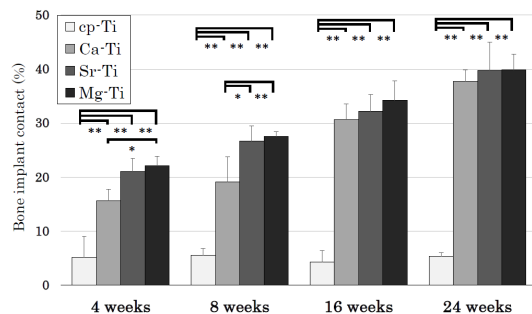 Bone implant contact (%)
50
40
30
20
10
0
cp-Ti
Ca-Ti
Sr-Ti
Mg-Ti
** ** **
*
** ** **
* **
** ** **
** ** **
4 weeks
8 weeks
16 weeks
24 weeks